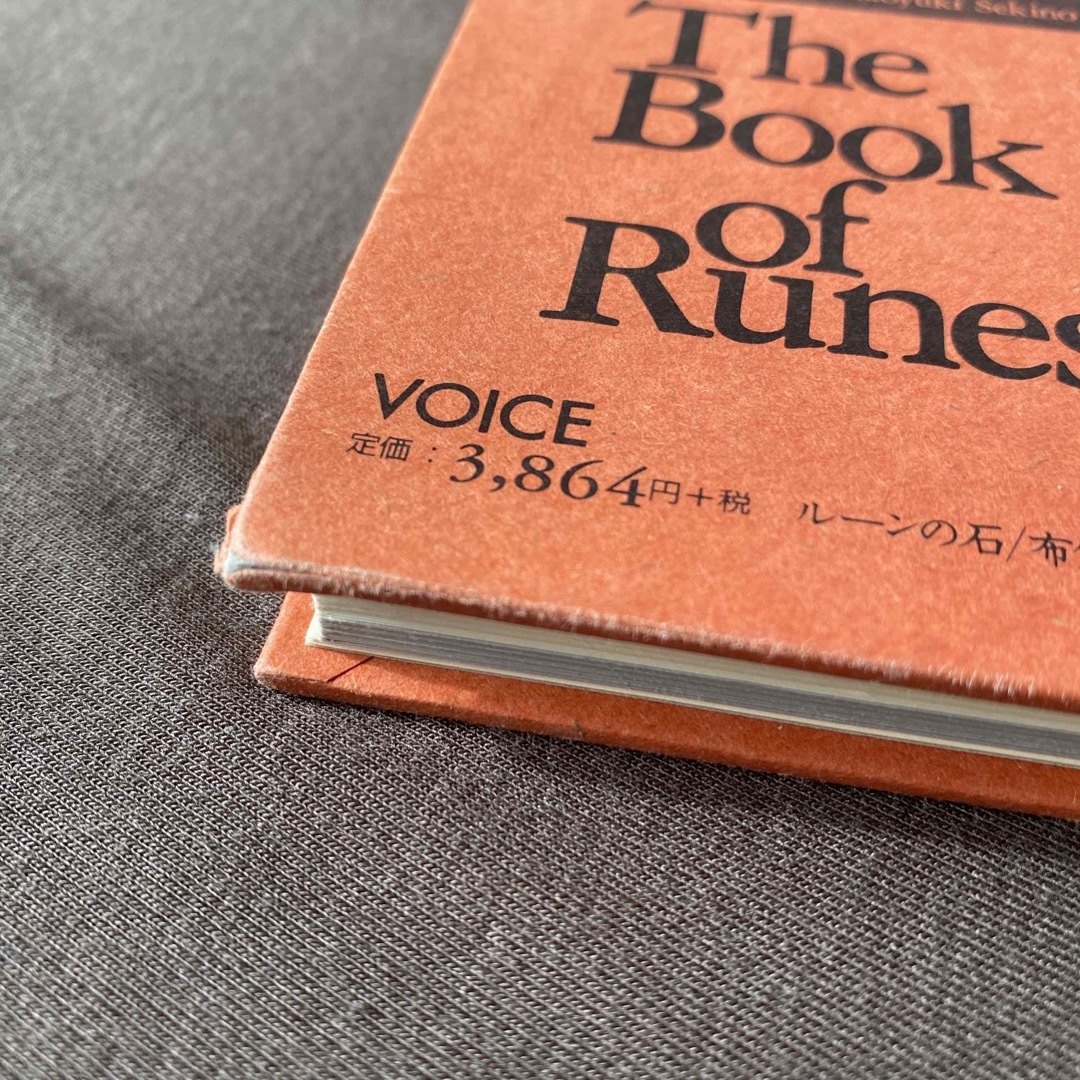 Sekino
The
Book
of
Runes
VOICE
定価：3,864円＋税　ルーンの石/布